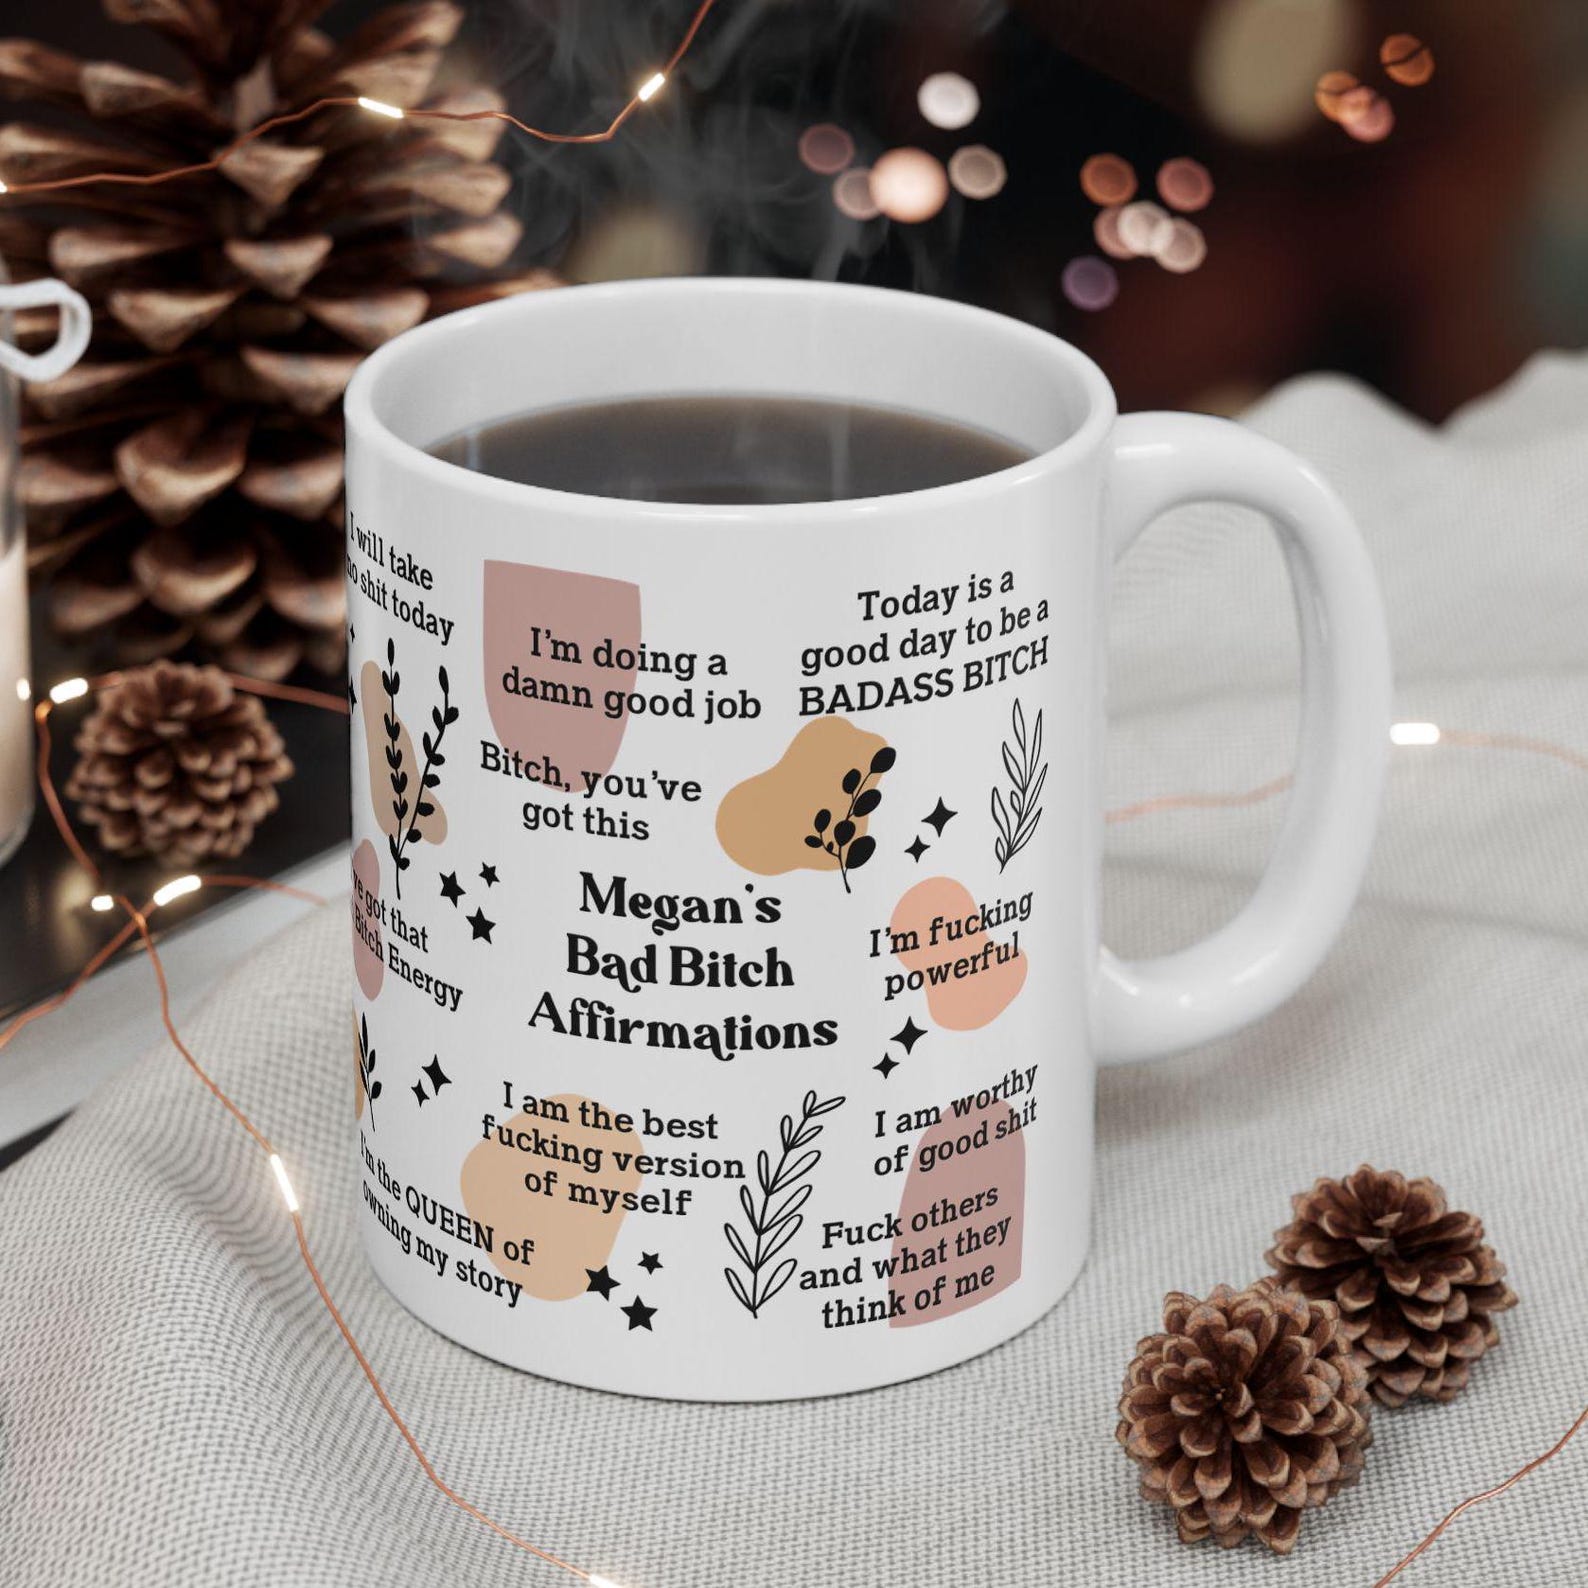 I will take
no shit today
I'm doing a
damn good job
Today is a
good day to be a
BADASS BITCH
Bitch, you've
got this
Megan's
Bad Bitch
Affirmations
got that
Bitch Energy
I'm fucking
powerful
I am the best
fucking version
of myself
I am worthy
of good shit
I'm the QUEEN of
owning my story
Fuck others
and what they
think of me